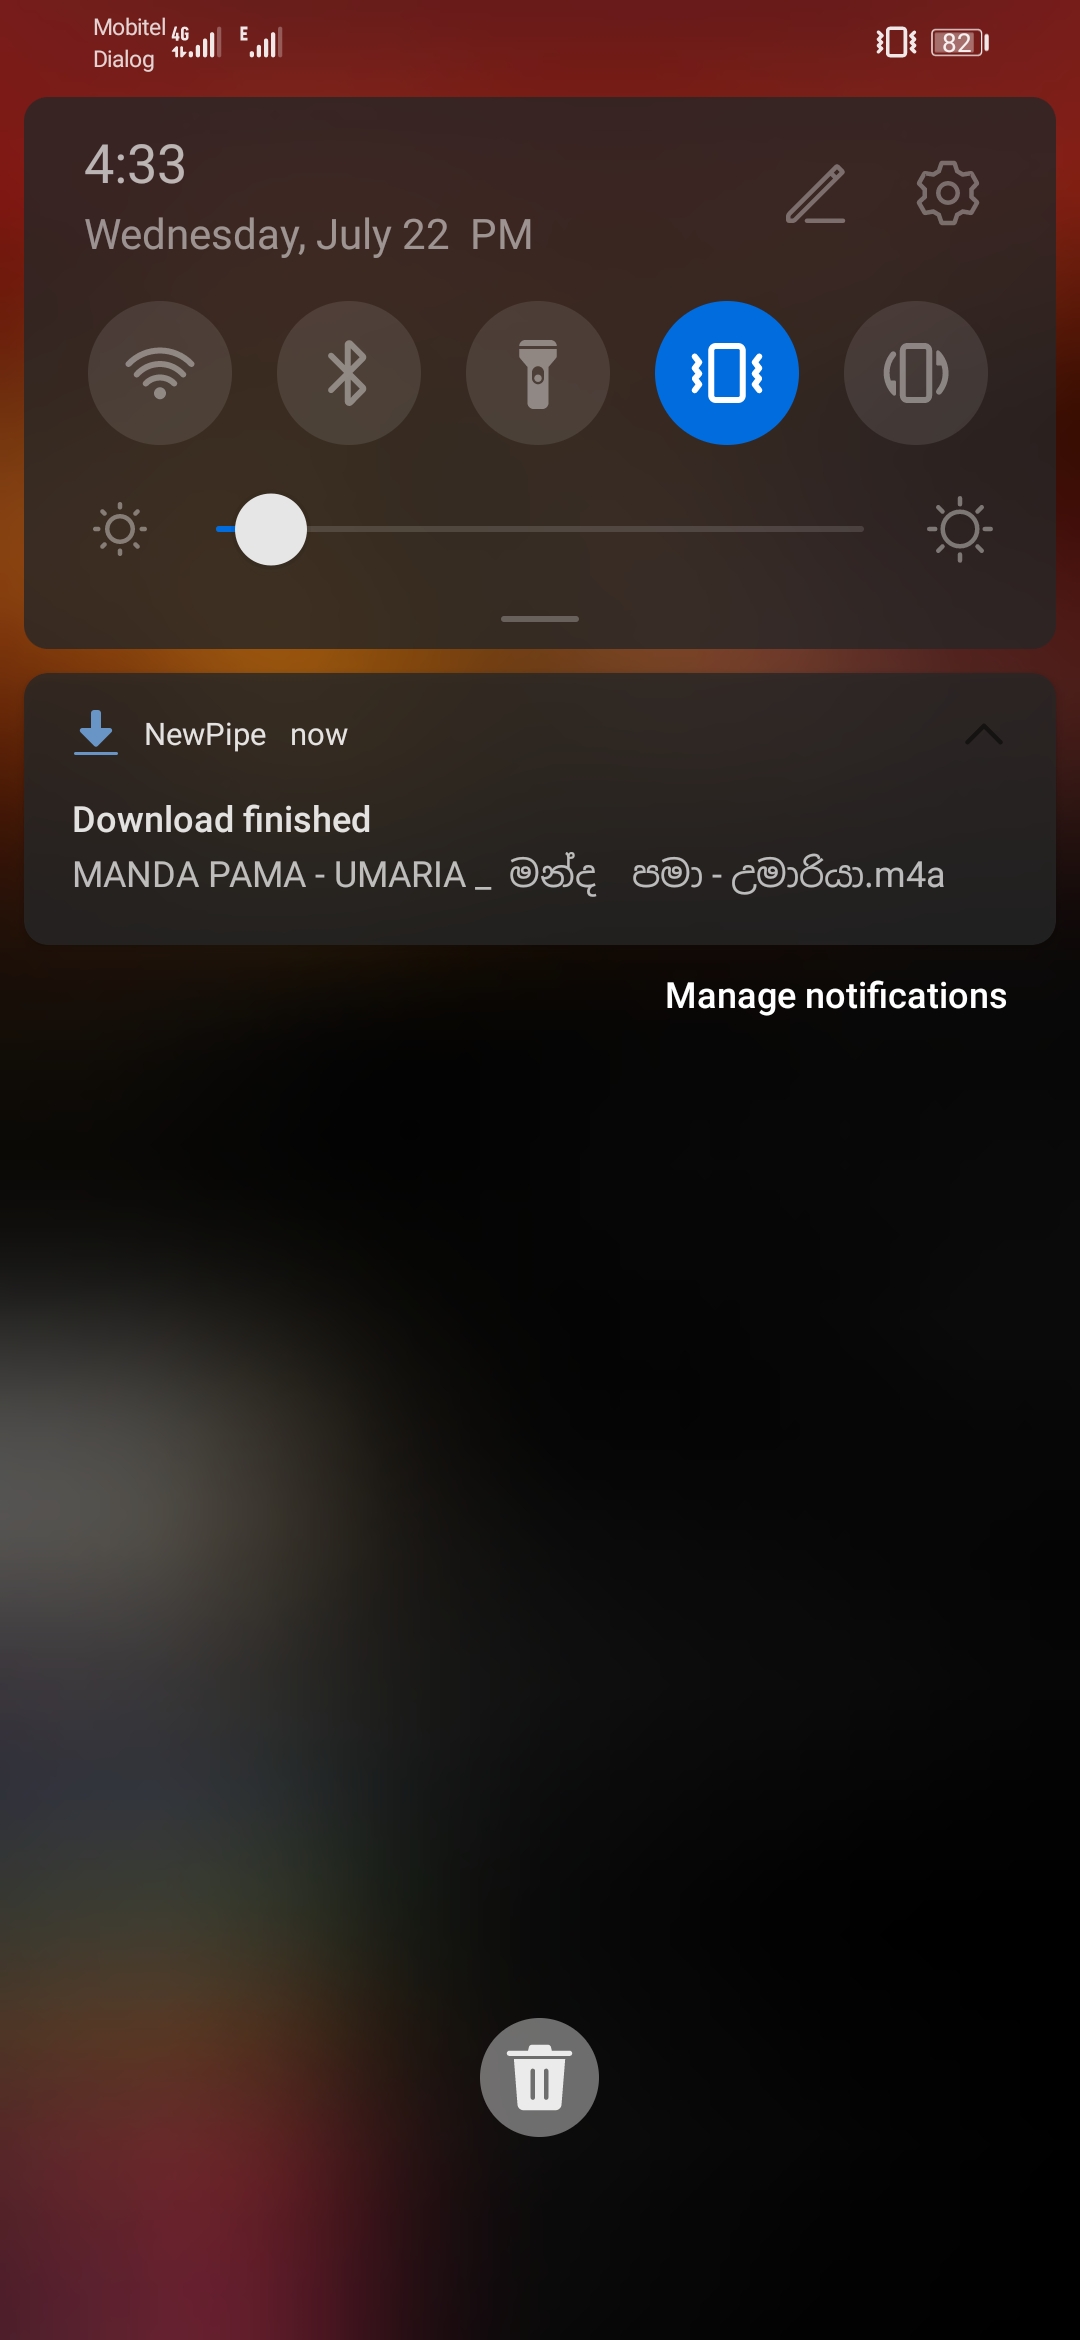 Mobitel 4G E 82
Dialog
4:33
Wednesday, July 22 PM
NewPipe now
Download finished
MANDA PAMA - UMARIA _ මන්ද පමා - උමාරියා.m4a
Manage notifications